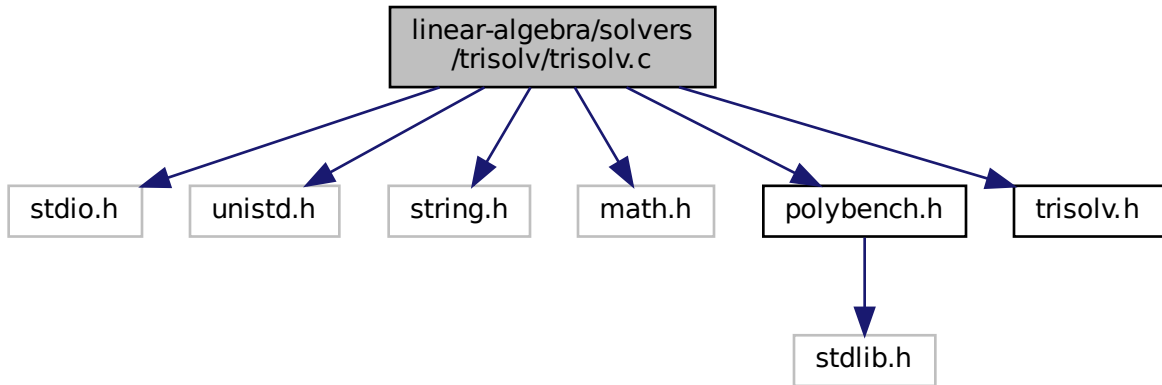 linear-algebra/solvers
/trisolv/trisolv.c
stdio.h
unistd.h
string.h
math.h
polybench.h
trisolv.h
stdlib.h